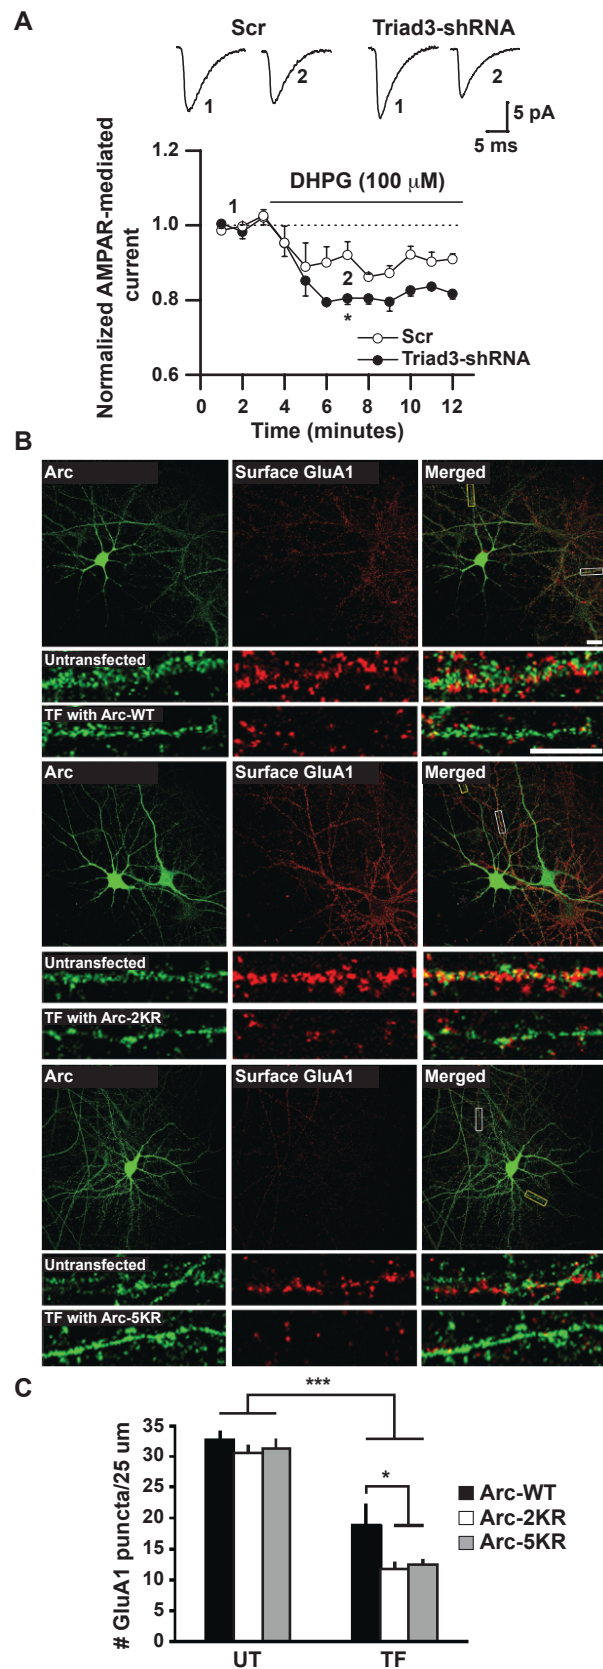 A
Scr
Triad3-shRNA
1
2
1
2
5 pA
5 ms
Normalized AMPAR-mediated
current
1.2
1.0
0.8
0.6
DHPG (100 μM)
1
2
*
Scr
Triad3-shRNA
0 2 4 6 8 10 12
Time (minutes)
B
Arc Surface GluA1 Merged
Untransfected
TF with Arc-WT
Arc Surface GluA1 Merged
Untransfected
TF with Arc-2KR
Arc Surface GluA1 Merged
Untransfected
TF with Arc-5KR
C
***
# GluA1 puncta/25 um
35
30
25
20
15
10
5
0
*
Arc-WT
Arc-2KR
Arc-5KR
UT TF